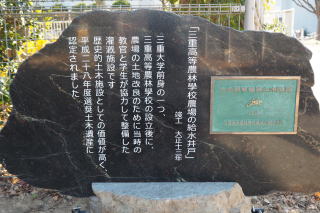 「三重高等農林學校農場の給水井戸」
竣工 大正十三年
三重大学前身の一つ、
三重高等農林學校の設立後に、
農場の土地改良のために当時の
教官と学生が協力して整備した
灌漑施設です。
歴史的土木施設としての価値が高く
平成二十八年度選奨土木遺産に
認定されました。